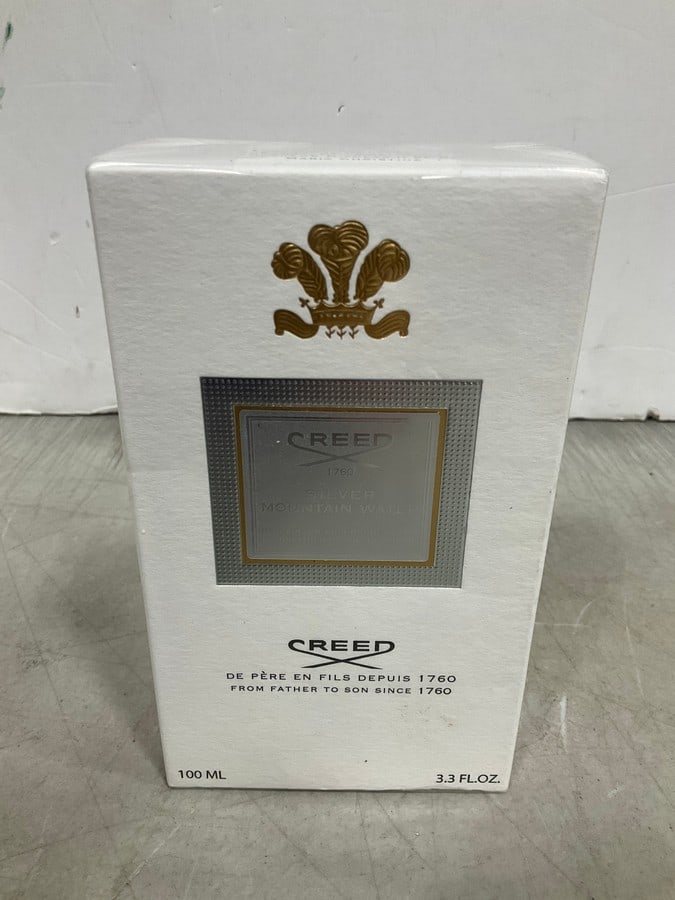 CREED
1760
SILVER
MOUNTAIN WATER
CREED
DE PÈRE EN FILS DEPUIS 1760
FROM FATHER TO SON SINCE 1760
100 ML
3.3 FL.OZ.